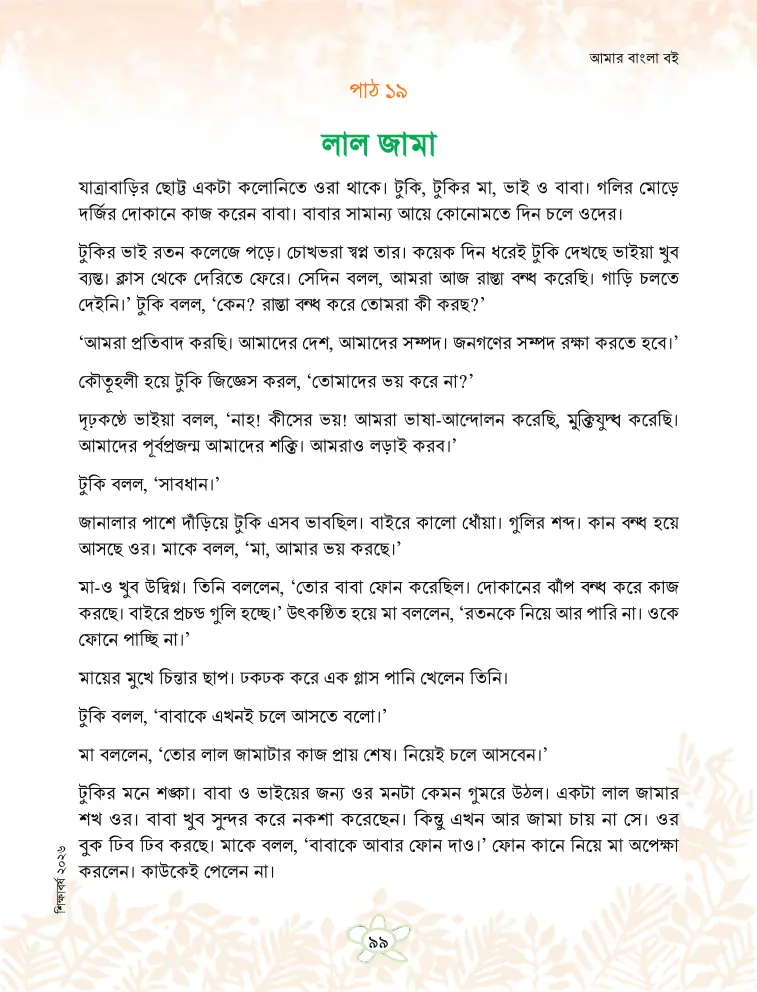 আমার বাংলা বই
পাঠ ১৯
লাল জামা
যাত্রাবাড়ির ছোট্ট একটা কলোনিতে ওরা থাকে। টুকি, টুকির মা, ভাই ও বাবা। গলির মোড়ে
দর্জির দোকানে কাজ করেন বাবা। বাবার সামান্য আয়ে কোনোমতে দিন চলে ওদের।
টুকির ভাই রতন কলেজে পড়ে। চোখভরা স্বপ্ন তার। কয়েক দিন ধরেই টুকি দেখছে ভাইয়া খুব
ব্যস্ত। ক্লাস থেকে দেরিতে ফেরে। সেদিন বলল, আমরা আজ রাস্তা বন্ধ করেছি। গাড়ি চলতে
দেইনি।’ টুকি বলল, ‘কেন? রাস্তা বন্ধ করে তোমরা কী করছ?’
‘আমরা প্রতিবাদ করছি। আমাদের দেশ, আমাদের সম্পদ। জনগণের সম্পদ রক্ষা করতে হবে।’
কৌতূহলী হয়ে টুকি জিজ্ঞেস করল, ‘তোমাদের ভয় করে না?’
দৃঢ়কণ্ঠে ভাইয়া বলল, ‘নাহ! কীসের ভয়! আমরা ভাষা-আন্দোলন করেছি, মুক্তিযুদ্ধ করেছি।
আমাদের পূর্বপ্রজন্ম আমাদের শক্তি। আমরাও লড়াই করব।’
টুকি বলল, ‘সাবধান।’
জানালার পাশে দাঁড়িয়ে টুকি এসব ভাবছিল। বাইরে কালো ধোঁয়া। গুলির শব্দ। কান বন্ধ হয়ে
আসছে ওর। মাকে বলল, ‘মা, আমার ভয় করছে।’
মা-ও খুব উদ্বিগ্ন। তিনি বললেন, ‘তোর বাবা ফোন করেছিল। দোকানের ঝাঁপ বন্ধ করে কাজ
করছে। বাইরে প্রচণ্ড গুলি হচ্ছে।’ উৎকণ্ঠিত হয়ে মা বললেন, ‘রতনকে নিয়ে আর পারি না। ওকে
ফোনে পাচ্ছি না।’
মায়ের মুখে চিন্তার ছাপ। ঢকঢক করে এক গ্লাস পানি খেলেন তিনি।
টুকি বলল, ‘বাবাকে এখনই চলে আসতে বলো।’
মা বললেন, ‘তোর লাল জামাটার কাজ প্রায় শেষ। নিয়েই চলে আসবেন।’
টুকির মনে শঙ্কা। বাবা ও ভাইয়ের জন্য ওর মনটা কেমন গুমরে উঠল। একটা লাল জামার
শখ ওর। বাবা খুব সুন্দর করে নকশা করেছেন। কিন্তু এখন আর জামা চায় না সে। ওর
বুক ঢিব ঢিব করছে। মাকে বলল, ‘বাবাকে আবার ফোন দাও।’ ফোন কানে নিয়ে মা অপেক্ষা
করলেন। কাউকেই পেলেন না।
শিক্ষাবর্ষ ২০২৬
৯৯